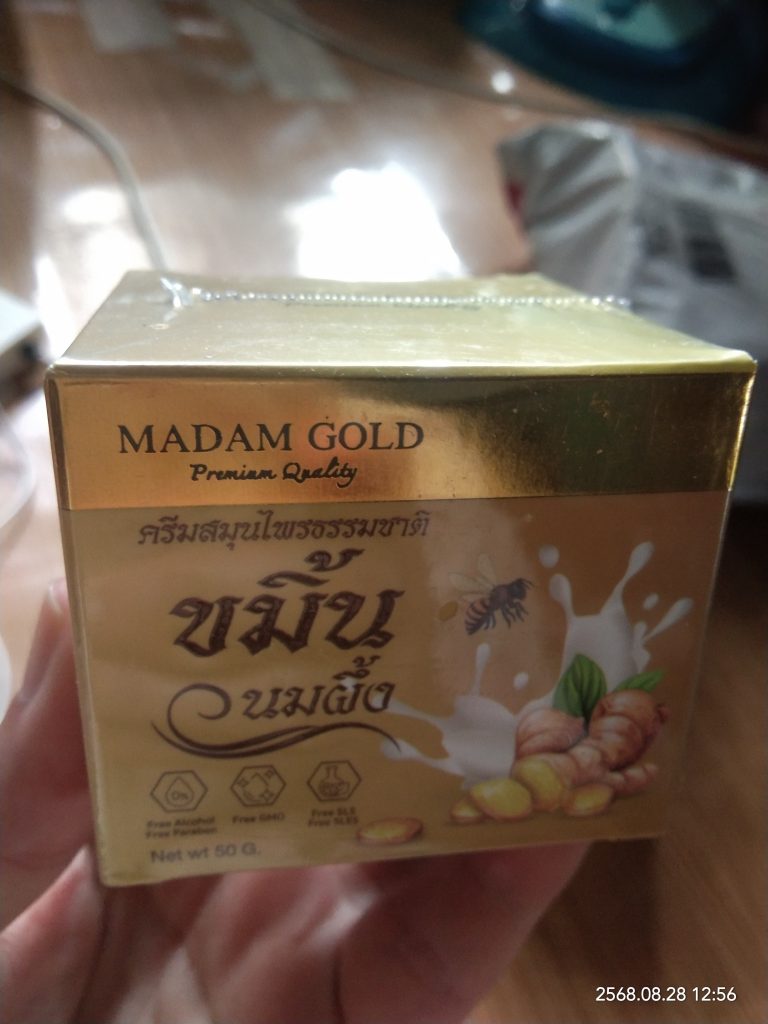 MADAM GOLD
Premium Quality
ครีมสมุนไพรธรรมชาติ
ขมิ้น
นมผึ้ง
0%
Free Alcohol
Free Paraben
Free GMO
Free SLE
Free SLES
Net wt 50 G.
2568.08.28 12:56